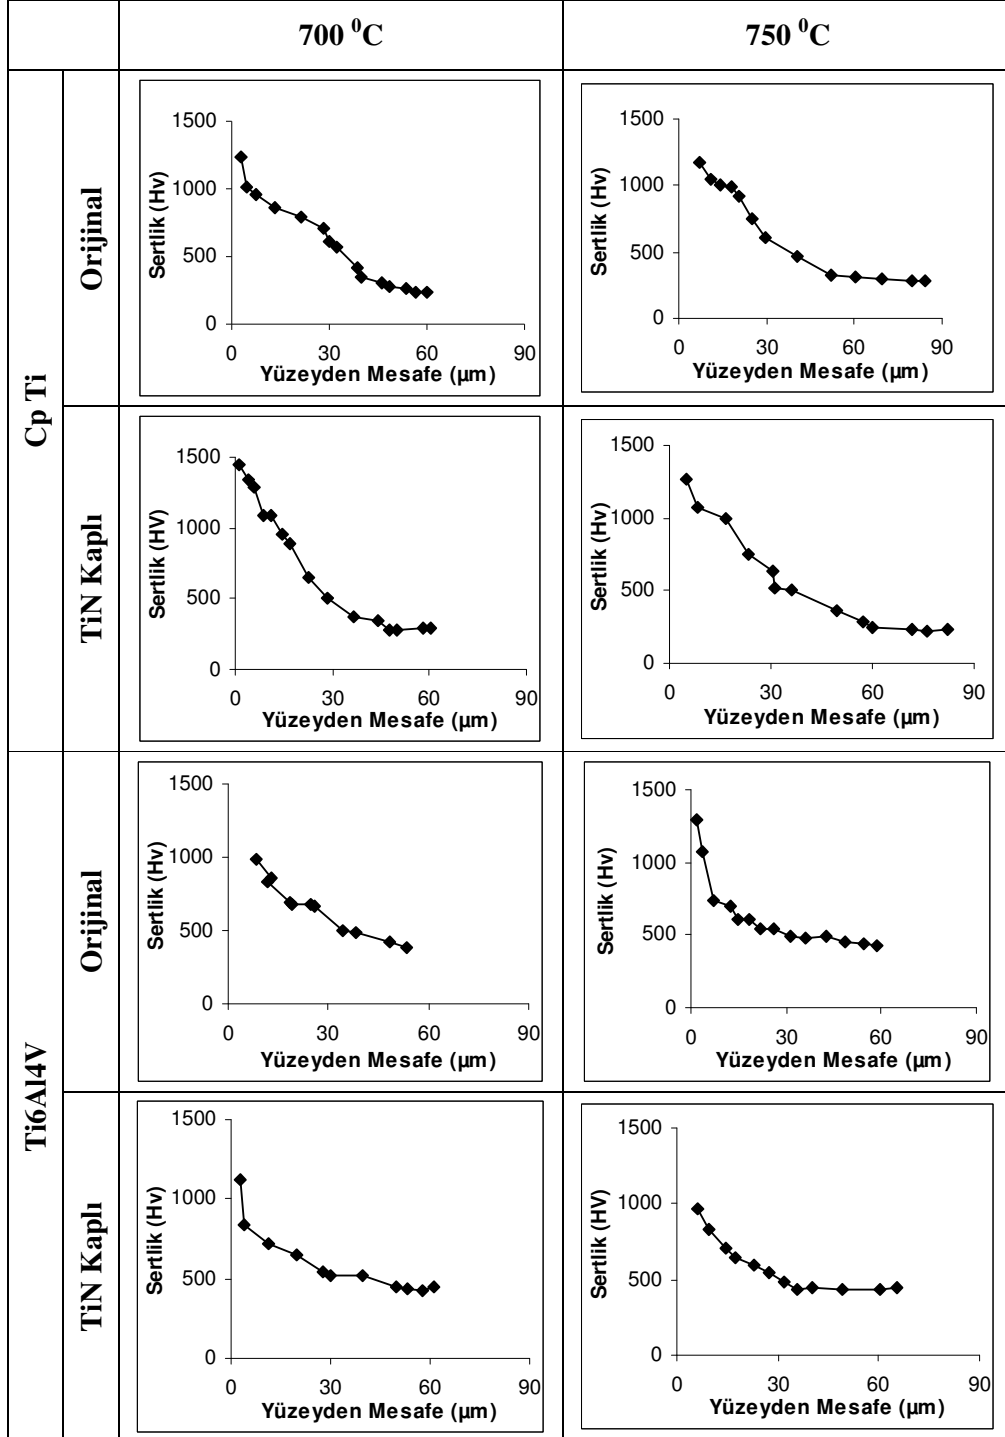 700 ⁰C
750 ⁰C
Cp Ti
Orijinal
1500
1000
500
0
0 30 60 90
Sertlik (Hv)
Yüzeyden Mesafe (µm)
1500
1000
500
0
0 30 60 90
Sertlik (Hv)
Yüzeyden Mesafe (µm)
TiN Kaplı
1500
1000
500
0
0 30 60 90
Sertlik (HV)
Yüzeyden Mesafe (µm)
1500
1000
500
0
0 30 60 90
Sertlik (Hv)
Yüzeyden Mesafe (µm)
Ti6Al4V
Orijinal
1500
1000
500
0
0 30 60 90
Sertlik (Hv)
Yüzeyden Mesafe (µm)
1500
1000
500
0
0 30 60 90
Sertlik (Hv)
Yüzeyden Mesafe (µm)
TiN Kaplı
1500
1000
500
0
0 30 60 90
Sertlik (Hv)
Yüzeyden Mesafe (µm)
1500
1000
500
0
0 30 60 90
Sertlik (HV)
Yüzeyden Mesafe (µm)